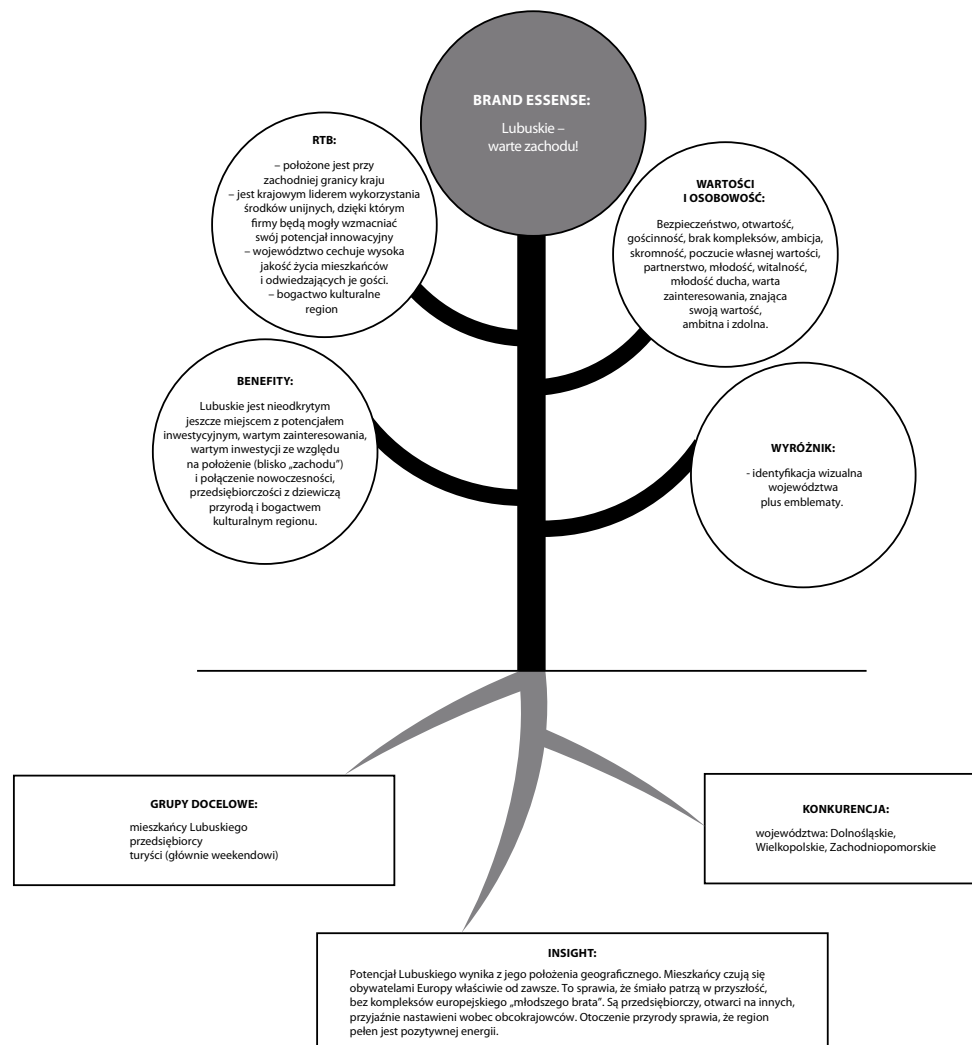 BRAND ESSENSE:
Lubuskie –
warte zachodu!
RTB:
– położone jest przy
zachodniej granicy kraju
– jest krajowym liderem wykorzystania
środków unijnych, dzięki którym
firmy będą mogły wzmacniać
swój potencjał innowacyjny
– województwo cechuje wysoka
jakość życia mieszkańców
i odwiedzających je gości.
– bogactwo kulturalne
region
WARTOŚCI
I OSOBOWOŚĆ:
Bezpieczeństwo, otwartość,
gościnność, brak kompleksów, ambicja,
skromność, poczucie własnej wartości,
partnerstwo, młodość, witalność,
młodość ducha, warta
zainteresowania, znająca
swoją wartość,
ambitna i zdolna.
BENEFITY:
Lubuskie jest nieodkrytym
jeszcze miejscem z potencjałem
inwestycyjnym, wartym zainteresowania,
wartym inwestycji ze względu
na położenie (blisko „zachodu”)
i połączenie nowoczesności,
przedsiębiorczości z dziewiczą
przyrodą i bogactwem
kulturalnym regionu.
WYRÓŻNIK:
- identyfikacja wizualna
województwa
plus emblematy.
GRUPY DOCELOWE:
mieszkańcy Lubuskiego
przedsiębiorcy
turyści (głównie weekendowi)
KONKURENCJA:
województwa: Dolnośląskie,
Wielkopolskie, Zachodniopomorskie
INSIGHT:
Potencjał Lubuskiego wynika z jego położenia geograficznego. Mieszkańcy czują się
obywatelami Europy właściwie od zawsze. To sprawia, że śmiało patrzą w przyszłość,
bez kompleksów europejskiego „młodszego brata”. Są przedsiębiorczy, otwarci na innych,
przyjaźnie nastawieni wobec obcokrajowców. Otoczenie przyrody sprawia, że region
pełen jest pozytywnej energii.